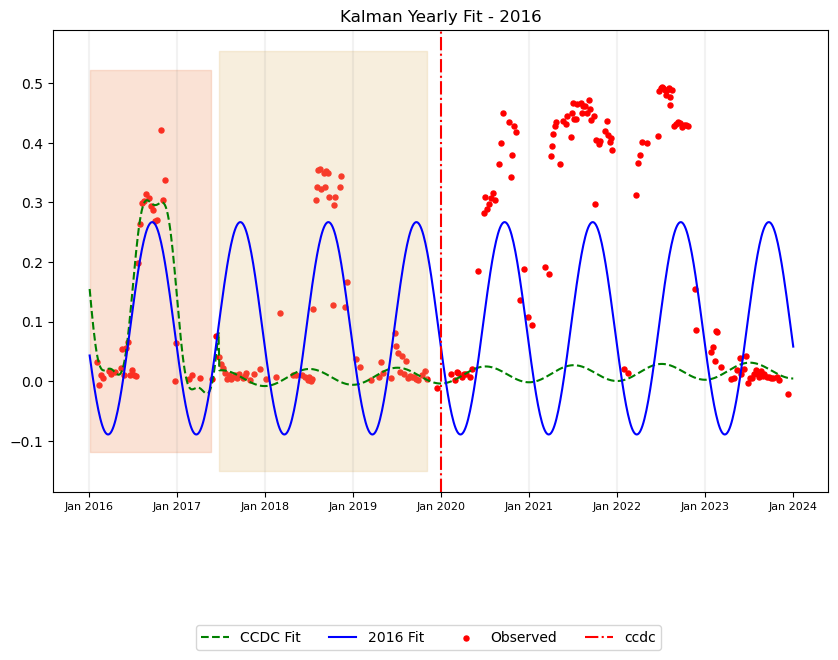 Kalman Yearly Fit - 2016
0.5
0.4
0.3
0.2
0.1
0.0
−0.1
Jan 2016 Jan 2017 Jan 2018 Jan 2019 Jan 2020 Jan 2021 Jan 2022 Jan 2023 Jan 2024
CCDC Fit 2016 Fit Observed ccdc